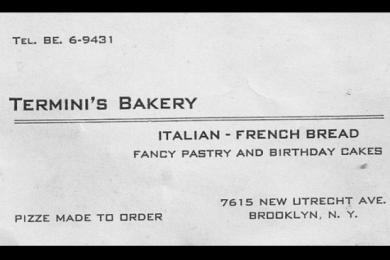 TEL. BE. 6-9431
TERMINI'S BAKERY
ITALIAN - FRENCH BREAD
FANCY PASTRY AND BIRTHDAY CAKES
PIZZE MADE TO ORDER
7615 NEW UTRECHT AVE.
BROOKLYN, N. Y.